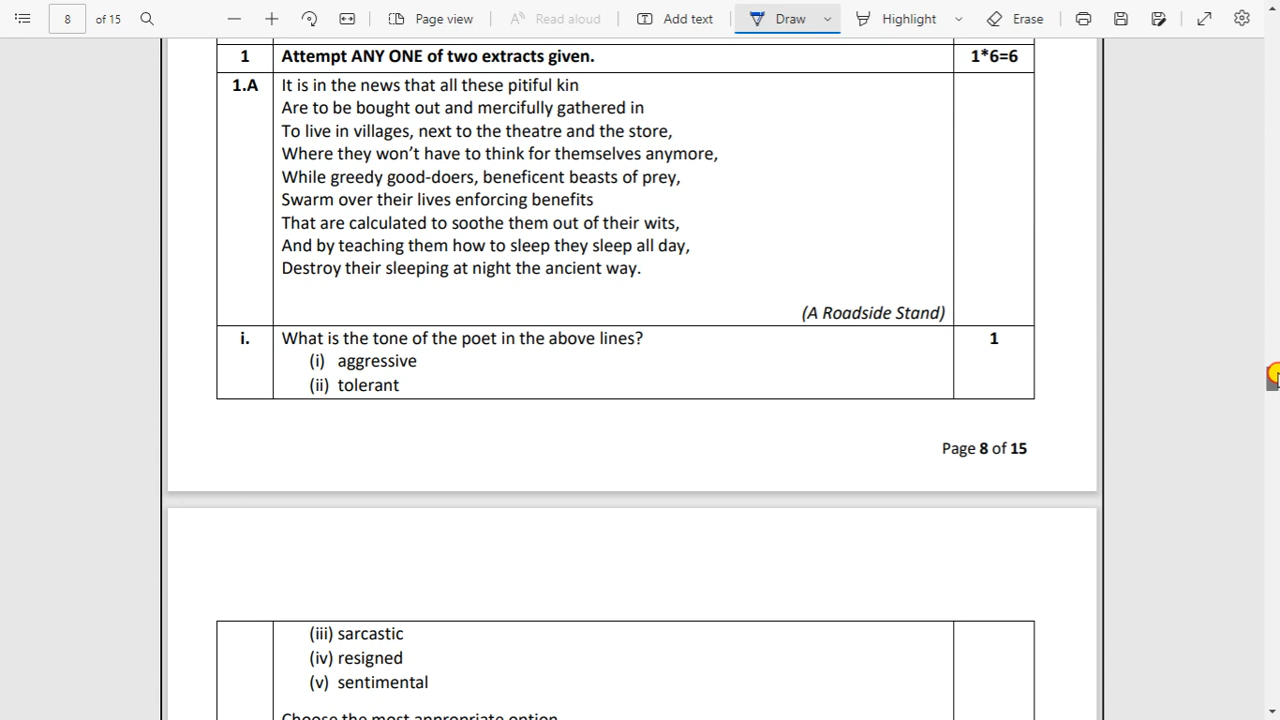 8 of 15 Page view Read aloud Add text Draw Highlight Erase
1 Attempt ANY ONE of two extracts given. 1*6=6
1.A It is in the news that all these pitiful kin
Are to be bought out and mercifully gathered in
To live in villages, next to the theatre and the store,
Where they won’t have to think for themselves anymore,
While greedy good-doers, beneficent beasts of prey,
Swarm over their lives enforcing benefits
That are calculated to soothe them out of their wits,
And by teaching them how to sleep they sleep all day,
Destroy their sleeping at night the ancient way.
(A Roadside Stand)
i. What is the tone of the poet in the above lines? 1
(i) aggressive
(ii) tolerant
Page 8 of 15
(iii) sarcastic
(iv) resigned
(v) sentimental
Choose the most appropriate option